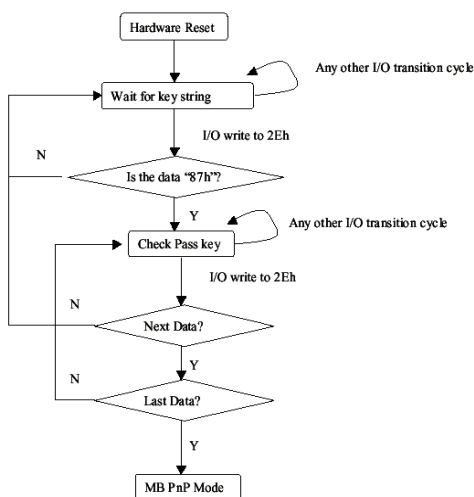 Hardware Reset
Any other I/O transition cycle
Wait for key string
I/O write to 2Eh
N
Is the data “87h”?
Y
Any other I/O transition cycle
Check Pass key
I/O write to 2Eh
N
Next Data?
Y
N
Last Data?
Y
MB PnP Mode